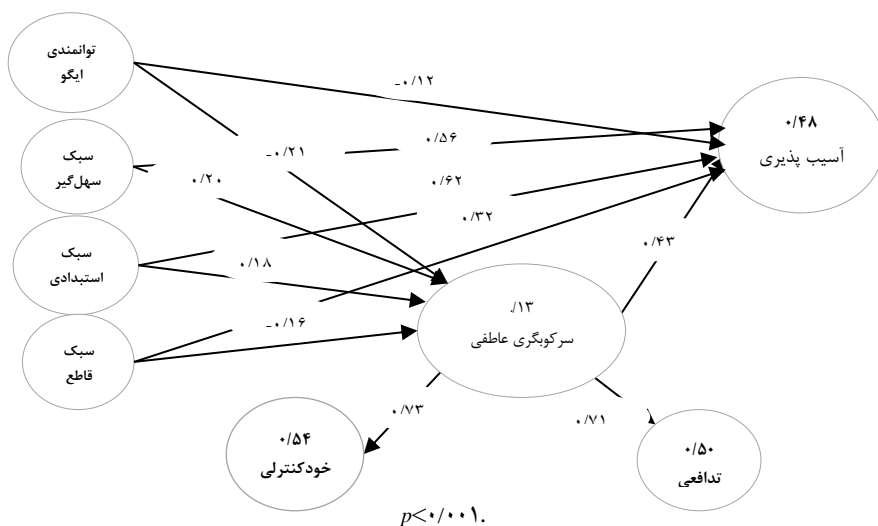 توانمندی
ایگو
-۰/۱۲
۰/۴۸
آسیب پذیری
سبک
سهل‌گیر
-۰/۲۱
۰/۵۶
۰/۲۰
۰/۶۲
۰/۳۲
سبک
استبدادی
۰/۱۸
۰/۴۳
۰/۱۳
سرکوبگری عاطفی
سبک
قاطع
-۰/۱۶
۰/۷۳
۰/۷۱
۰/۵۴
خودکنترلی
۰/۵۰
تدافعی
p<۰/۰۰۱.